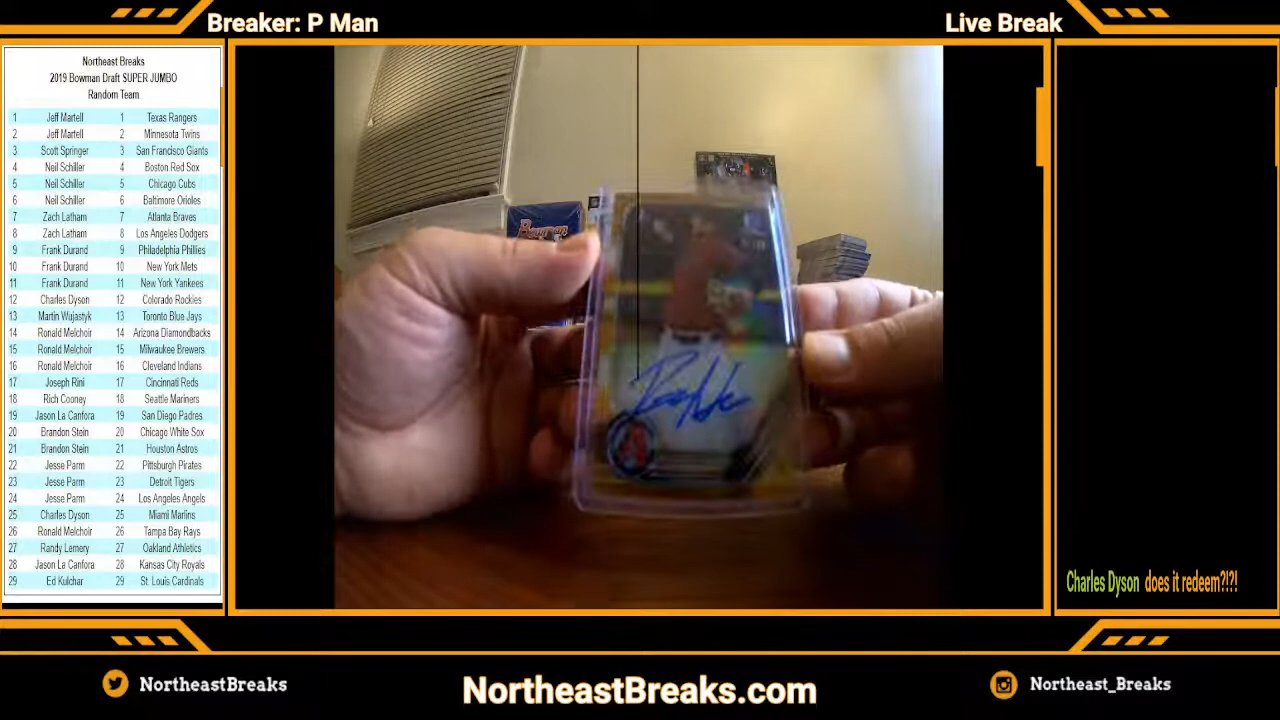 Breaker: P Man
Live Break
Northeast Breaks
2019 Bowman Draft SUPER JUMBO
Random Team
1 Jeff Martell 1 Texas Rangers
2 Jeff Martell 2 Minnesota Twins
3 Scott Springer 3 San Francisco Giants
4 Neil Schiller 4 Boston Red Sox
5 Neil Schiller 5 Chicago Cubs
6 Neil Schiller 6 Baltimore Orioles
7 Zach Latham 7 Atlanta Braves
8 Zach Latham 8 Los Angeles Dodgers
9 Frank Durand 9 Philadelphia Phillies
10 Frank Durand 10 New York Mets
11 Frank Durand 11 New York Yankees
12 Charles Dyson 12 Colorado Rockies
13 Martin Wujastyk 13 Toronto Blue Jays
14 Ronald Melchoir 14 Arizona Diamondbacks
15 Ronald Melchoir 15 Milwaukee Brewers
16 Ronald Melchoir 16 Cleveland Indians
17 Joseph Rini 17 Cincinnati Reds
18 Rich Cooney 18 Seattle Mariners
19 Jason La Canfora 19 San Diego Padres
20 Brandon Stein 20 Chicago White Sox
21 Brandon Stein 21 Houston Astros
22 Jesse Parm 22 Pittsburgh Pirates
23 Jesse Parm 23 Detroit Tigers
24 Jesse Parm 24 Los Angeles Angels
25 Charles Dyson 25 Miami Marlins
26 Ronald Melchoir 26 Tampa Bay Rays
27 Randy Lemery 27 Oakland Athletics
28 Jason La Canfora 28 Kansas City Royals
29 Ed Kulchar 29 St. Louis Cardinals
Bowman
Charles Dyson does it redeem?!?!
NortheastBreaks
NortheastBreaks.com
Northeast_Breaks